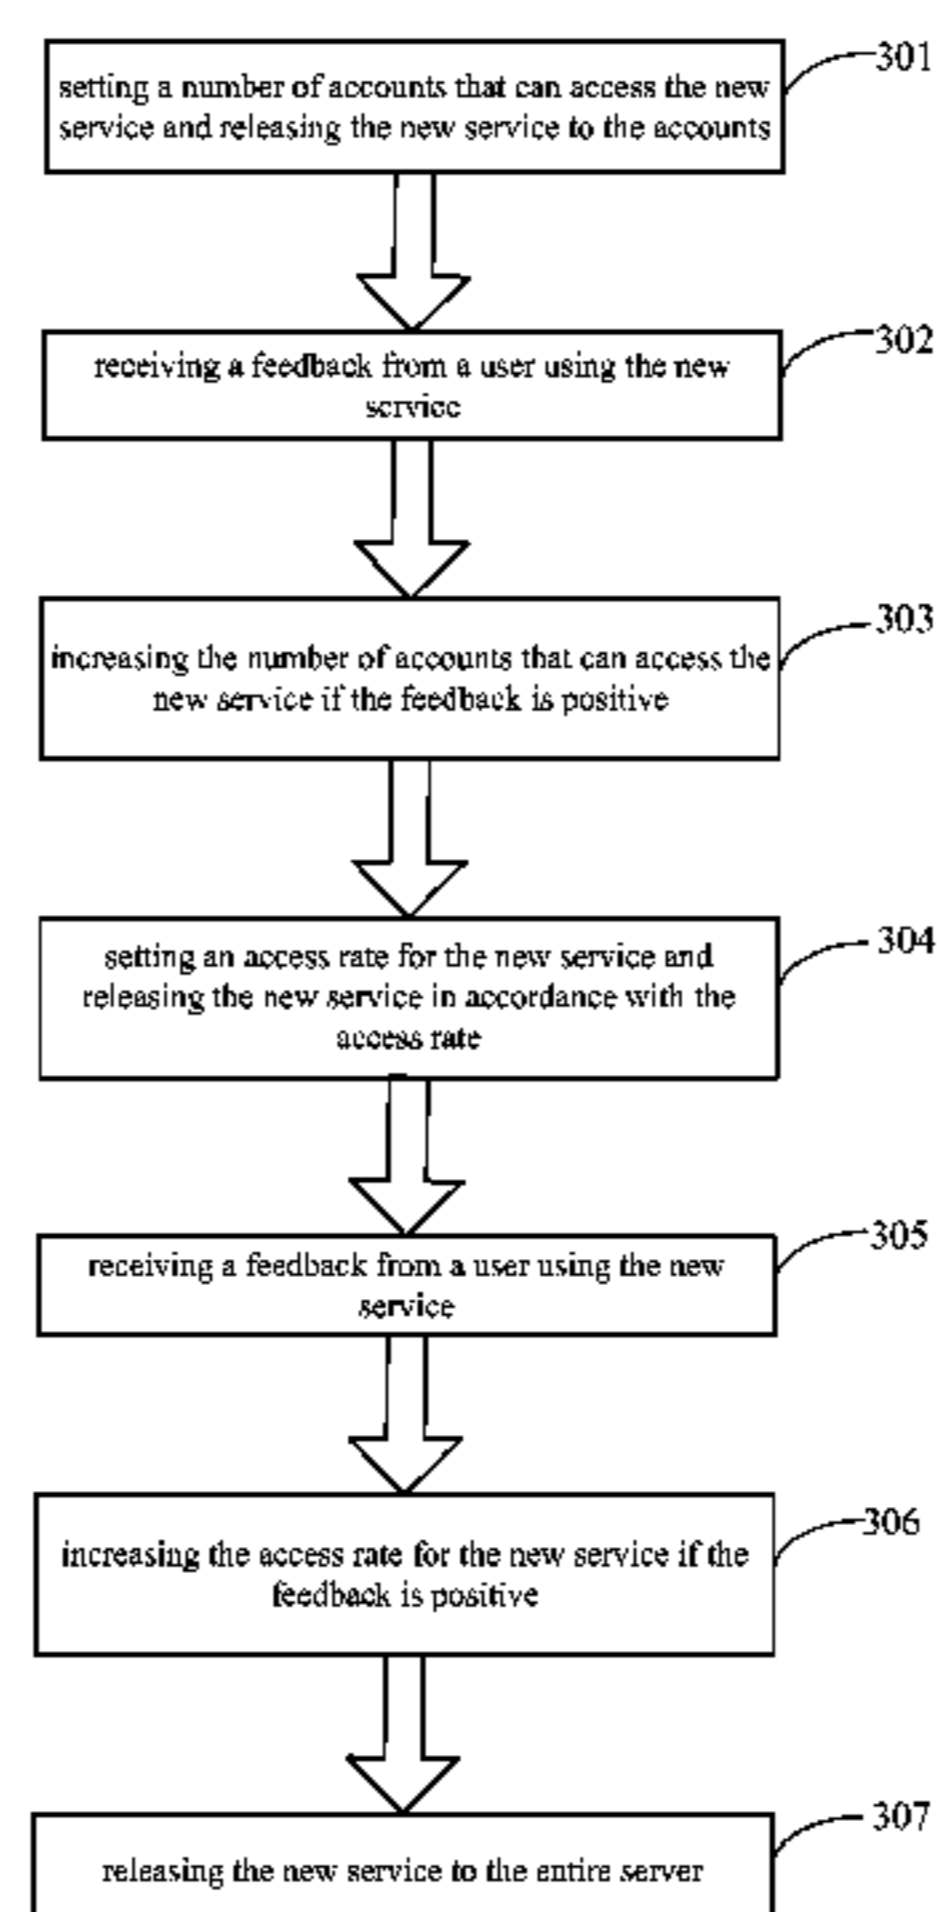 301
setting a number of accounts that can access the new
service and releasing the new service to the accounts
302
receiving a feedback from a user using the new
service
303
increasing the number of accounts that can access the
new service if the feedback is positive
304
setting an access rate for the new service and
releasing the new service in accordance with the
access rate
305
receiving a feedback from a user using the new
service
306
increasing the access rate for the new service if the
feedback is positive
307
releasing the new service to the entire server